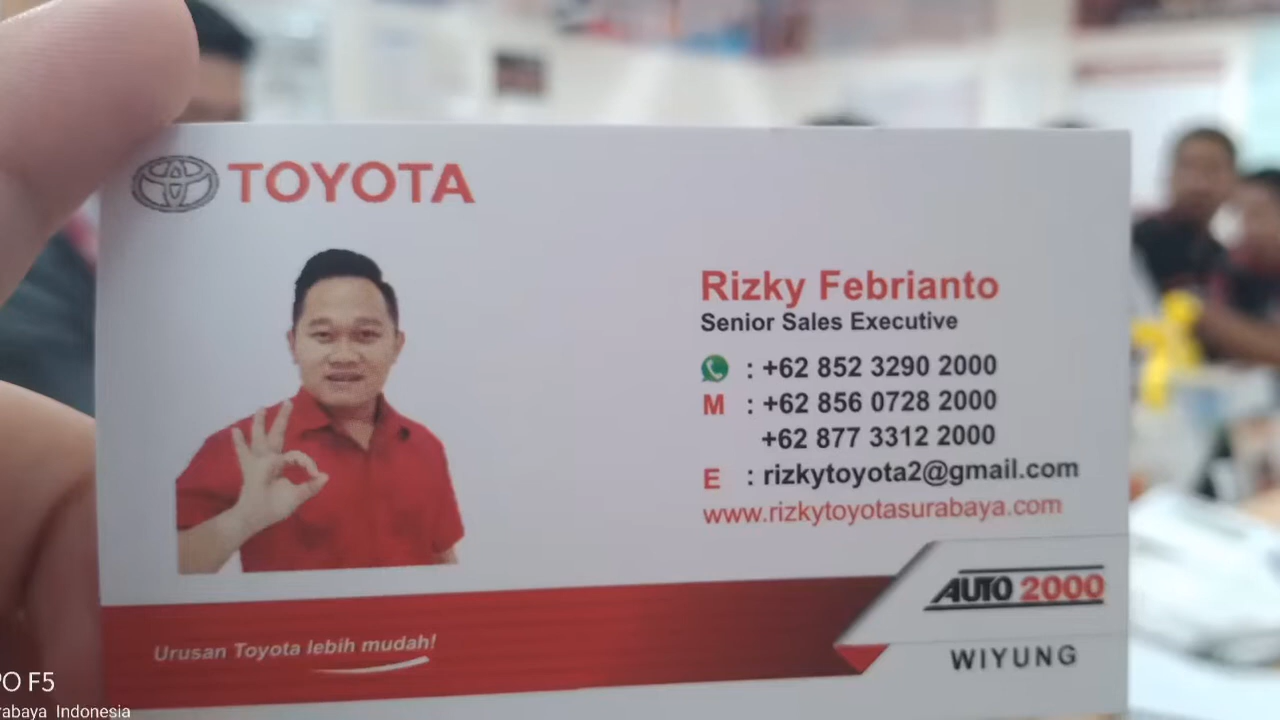 TOYOTA
Rizky Febrianto
Senior Sales Executive
: +62 852 3290 2000
M : +62 856 0728 2000
+62 877 3312 2000
E : rizkytoyota2@gmail.com
www.rizkytoyotasurabaya.com
AUTO 2000
WIYUNG
Urusan Toyota lebih mudah!
F5
Indonesia